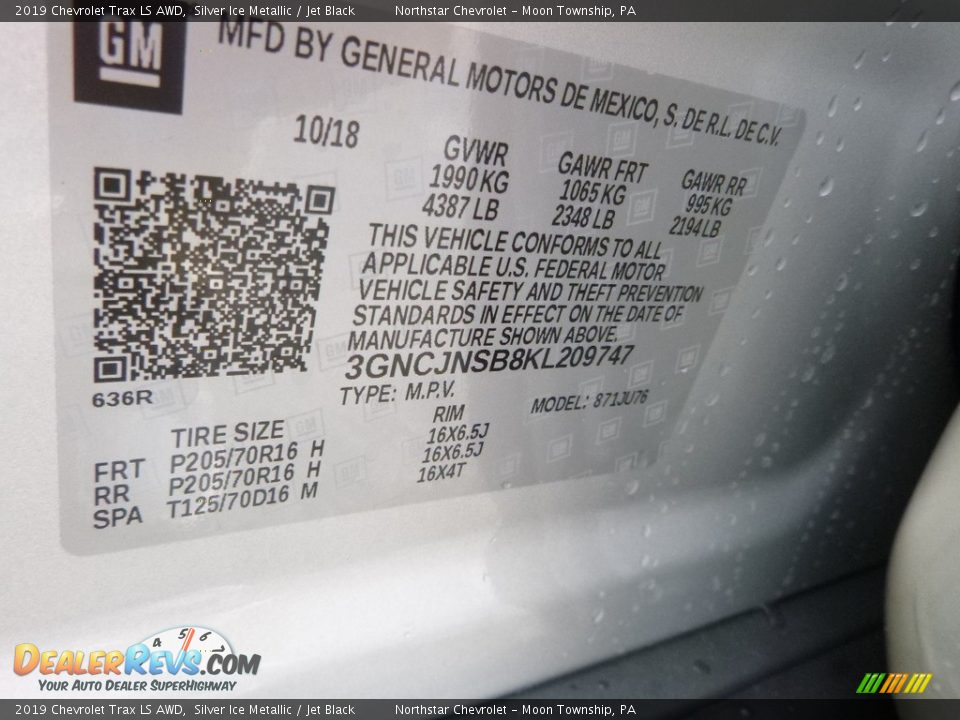 2019 Chevrolet Trax LS AWD, Silver Ice Metallic / Jet Black Northstar Chevrolet – Moon Township, PA
GM
MFD BY GENERAL MOTORS DE MEXICO, S. DE R.L. DE C.V.
10/18
GVWR GAWR FRT GAWR RR
1990 KG 1065 KG 995 KG
4387 LB 2348 LB 2194 LB
THIS VEHICLE CONFORMS TO ALL
APPLICABLE U.S. FEDERAL MOTOR
VEHICLE SAFETY AND THEFT PREVENTION
STANDARDS IN EFFECT ON THE DATE OF
MANUFACTURE SHOWN ABOVE.
3GNCJNSB8KL209747
636R
TYPE: M.P.V. MODEL: 871JU76
TIRE SIZE RIM
FRT P205/70R16 H 16X6.5J
RR P205/70R16 H 16X6.5J
SPA T125/70D16 M 16X4T
4 5 6
DEALERREVS.COM
YOUR AUTO DEALER SUPERHIGHWAY
2019 Chevrolet Trax LS AWD, Silver Ice Metallic / Jet Black Northstar Chevrolet – Moon Township, PA